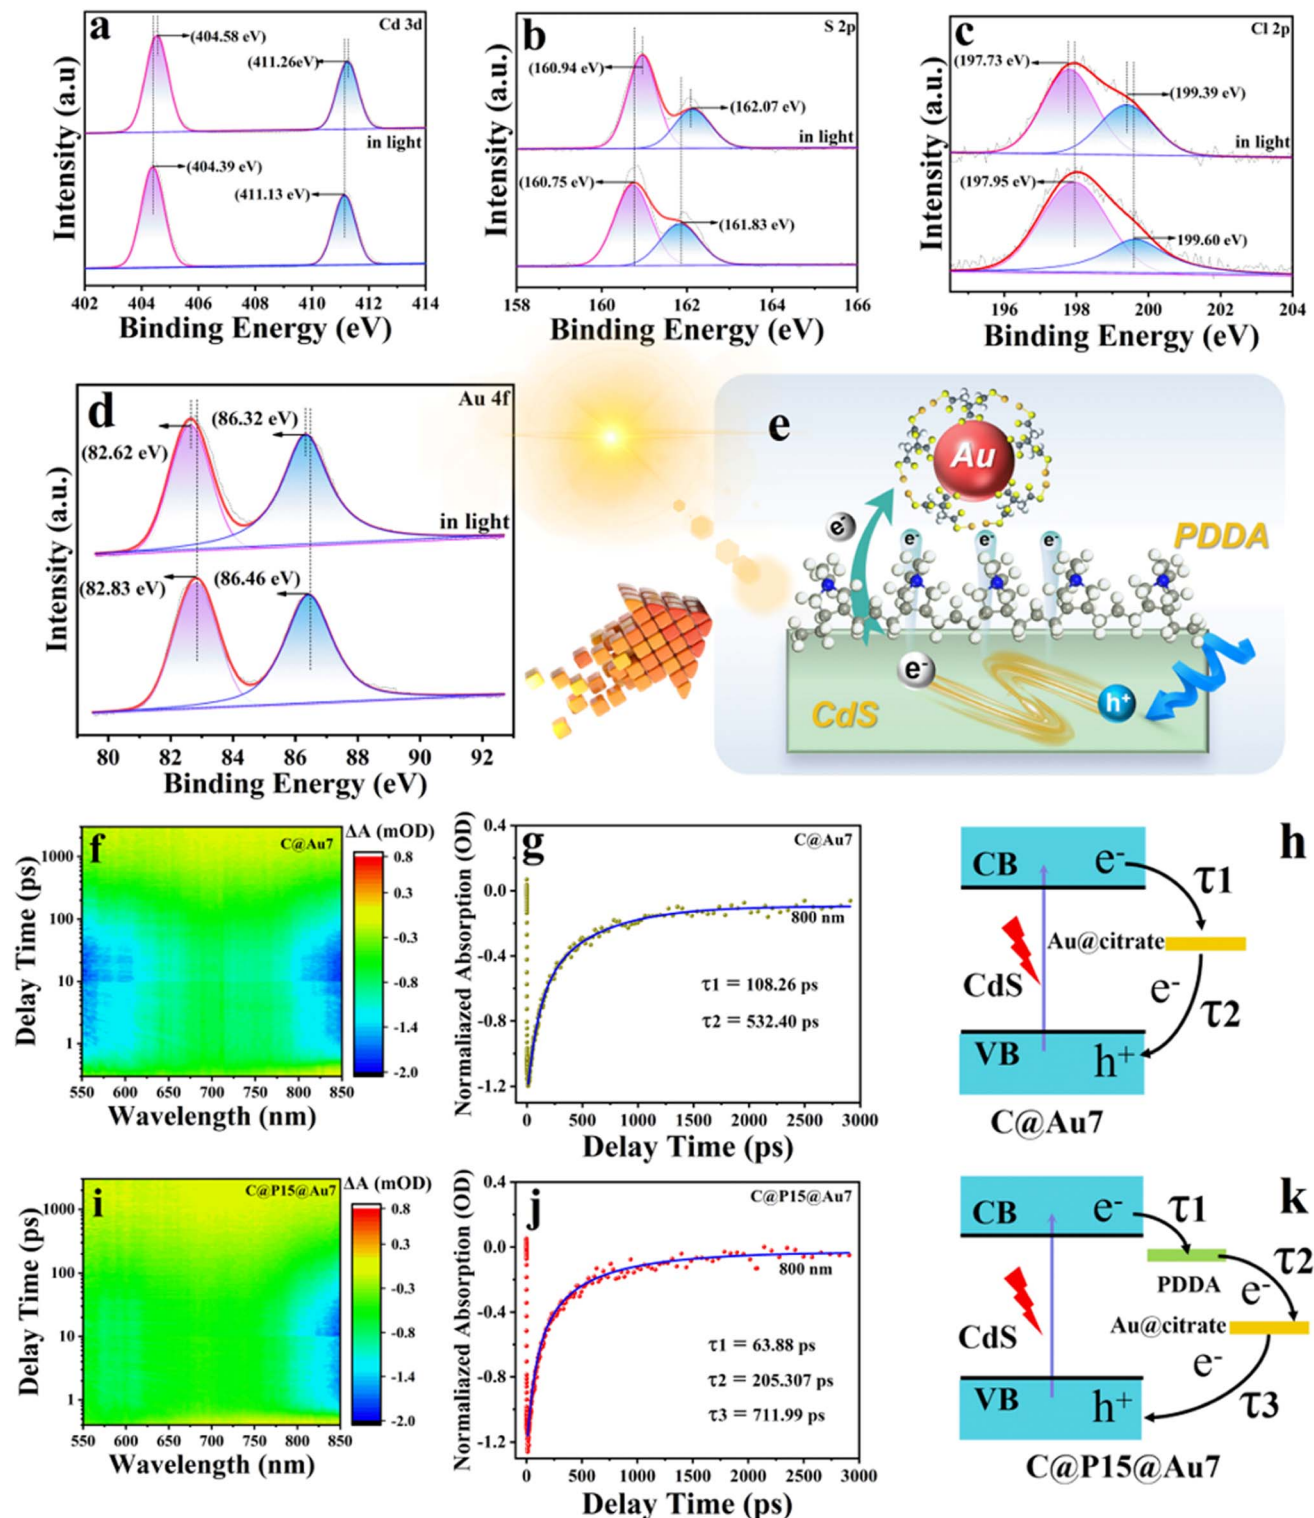 a
Cd 3d
(404.58 eV)
(411.26eV)
in light
(404.39 eV)
(411.13 eV)
Intensity (a.u)
402 404 406 408 410 412 414
Binding Energy (eV)
b
S 2p
(160.94 eV)
(162.07 eV)
in light
(160.75 eV)
(161.83 eV)
Intensity (a.u)
158 160 162 164 166
Binding Energy (eV)
c
Cl 2p
(197.73 eV)
(199.39 eV)
in light
(197.95 eV)
199.60 eV)
Intensity (a.u.)
196 198 200 202 204
Binding Energy (eV)
d
Au 4f
(86.32 eV)
(82.62 eV)
in light
(82.83 eV)
(86.46 eV)
Intensity (a.u.)
80 82 84 86 88 90 92
Binding Energy (eV)
e
Au
e-
e- e- e-
PDDA
e-
h+
CdS
f
C@Au7
ΔA (mOD)
0.8
0.3
-0.3
-0.9
-1.4
-2.0
Delay Time (ps)
1000
100
10
1
550 600 650 700 750 800 850
Wavelength (nm)
g
C@Au7
800 nm
τ1 = 108.26 ps
τ2 = 532.40 ps
Normaliazed Absorption (OD)
0.4
0.0
-0.4
-0.8
-1.2
0 500 1000 1500 2000 2500 3000
Delay Time (ps)
h
CB e-
τ1
Au@citrate
CdS
e-
τ2
VB h+
C@Au7
i
C@P15@Au7
ΔA (mOD)
0.8
0.3
-0.3
-0.9
-1.4
-2.0
Delay Time (ps)
1000
100
10
1
550 600 650 700 750 800 850
Wavelength (nm)
j
C@P15@Au7
800 nm
τ1 = 63.88 ps
τ2 = 205.307 ps
τ3 = 711.99 ps
Normaliazed Absorption (OD)
0.4
0.0
-0.4
-0.8
-1.2
0 500 1000 1500 2000 2500 3000
Delay Time (ps)
k
CB e-
τ1
τ2
PDDA
e-
Au@citrate
CdS
e-
τ3
VB h+
C@P15@Au7